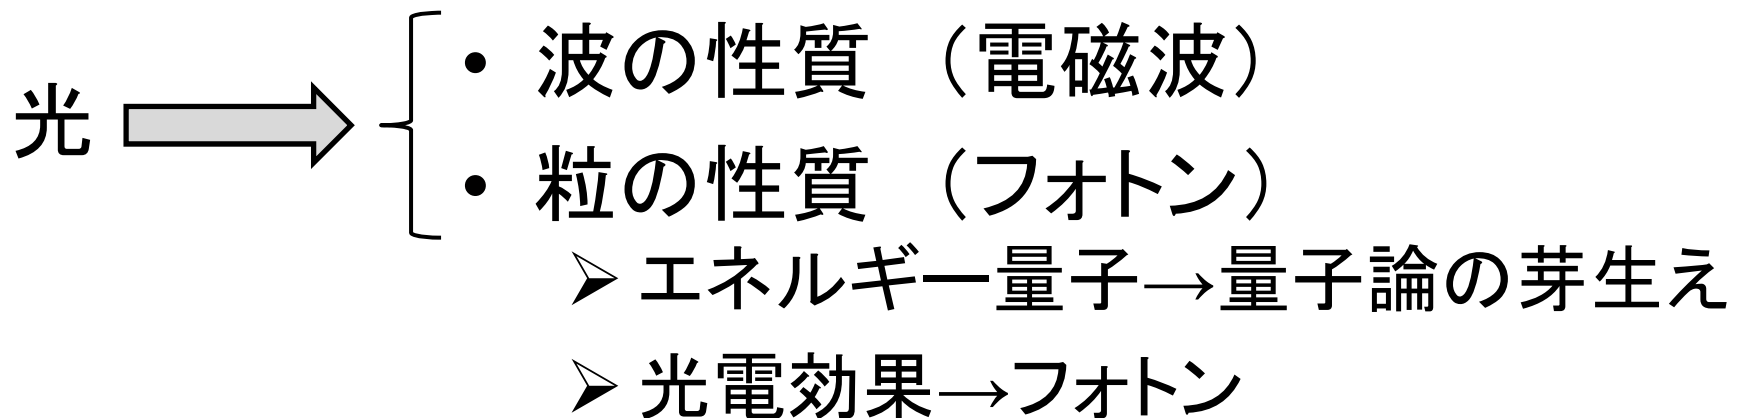 光
• 波の性質 （電磁波）
• 粒の性質 （フォトン）
➢ エネルギー量子→量子論の芽生え
➢ 光電効果→フォトン